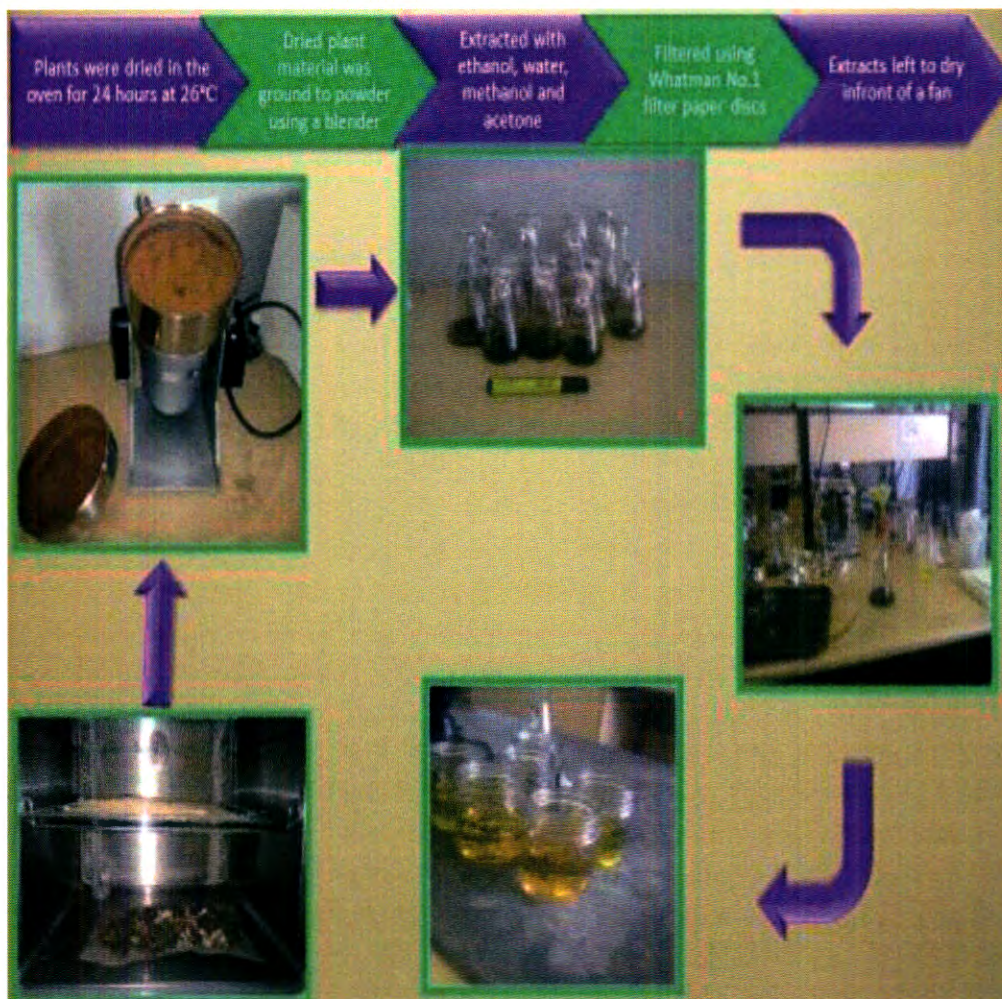 Plants were dried in the
oven for 24 hours at 26°C
Dried plant
material was
ground to powder
using a blender
Extracted with
ethanol, water,
methanol and
acetone
Filtered using
Whatman No.1
filter paper discs
Extracts left to dry
infront of a fan